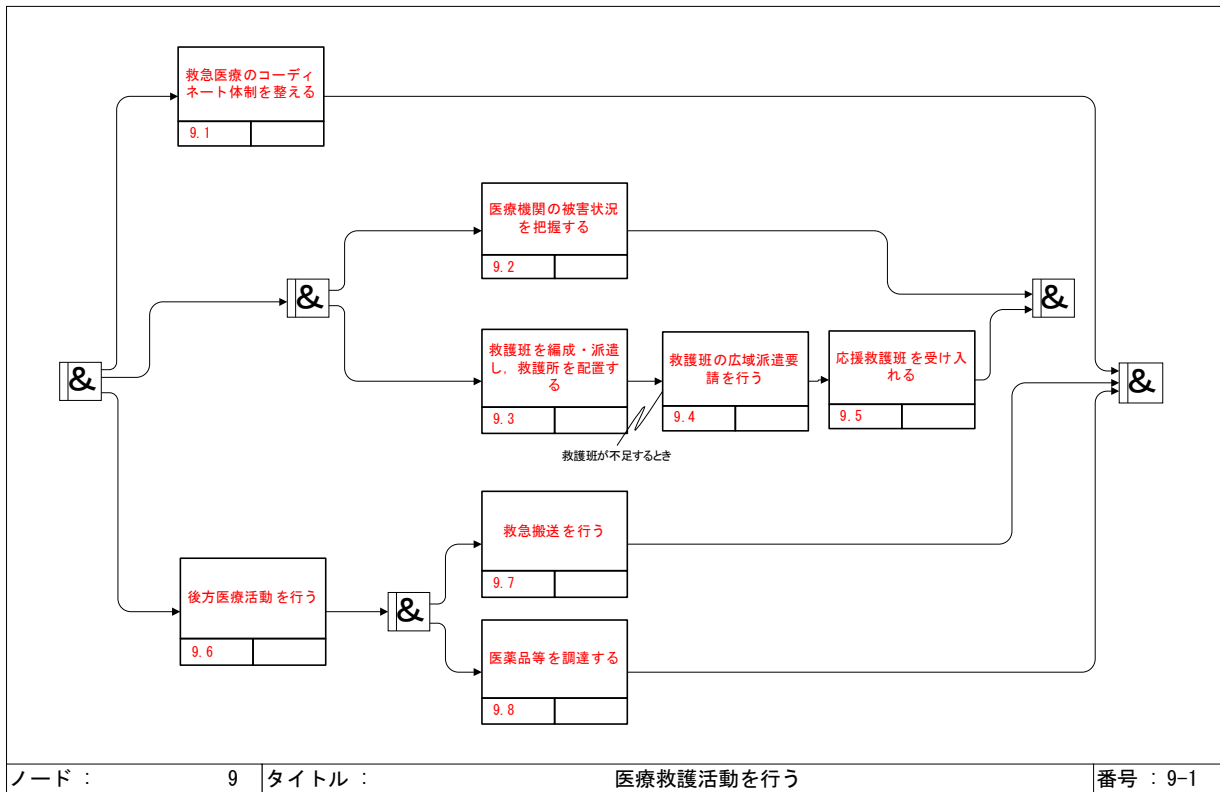 救急医療のコーディ
ネート体制を整える
9.1
医療機関の被害状況
を把握する
9.2
&
&
救護班を編成・派遣
し，救護所を配置す
る
9.3
救護班の広域派遣要
請を行う
9.4
応援救護班を受け入
れる
9.5
&
&
救護班が不足するとき
救急搬送を行う
9.7
後方医療活動を行う
9.6
&
医薬品等を調達する
9.8
ノード： 9 タイトル： 医療救護活動を行う 番号：9-1